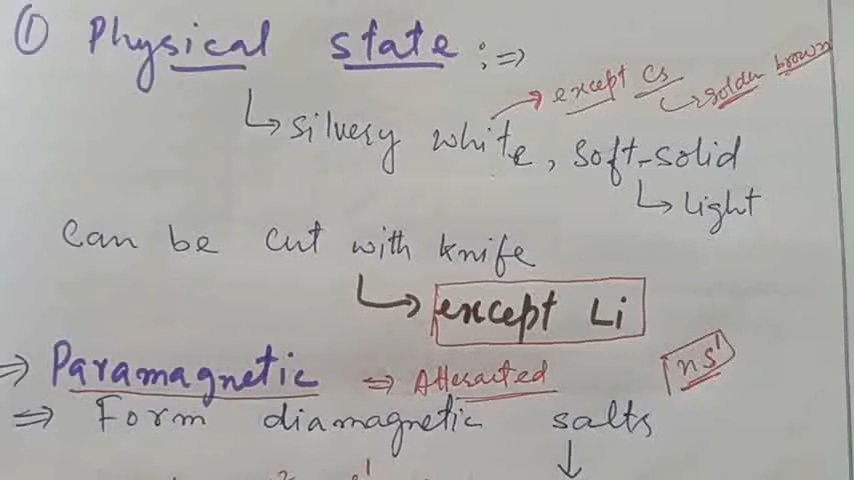 ① Physical state :⇒
→ except Cs → Golden brown
↳ silvery white, soft-solid
↳ Light
Can be cut with knife
↳ except Li
⇒ Paramagnetic ⇒ Atteracted ns¹
⇒ Form diamagnetic salts
↓